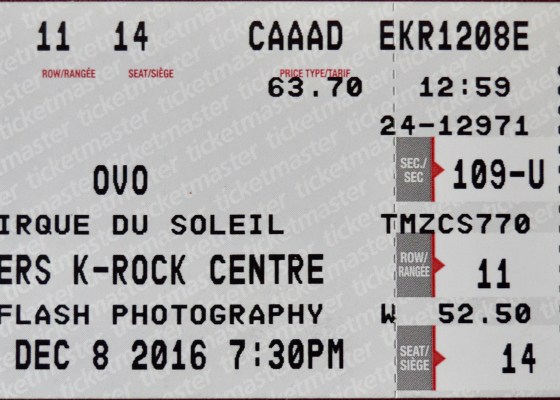 11 14 CAAAD EKR1208E
ROW/RANGÉE SEAT/SIÈGE PRICE TYPE/TARIF
63.70 12:59
24-12971
SEC./SEC 109-U
OVO
IRQUE DU SOLEIL TMZCS770
ERS K-ROCK CENTRE ROW/RANGÉE 11
FLASH PHOTOGRAPHY W 52.50
DEC 8 2016 7:30PM SEAT/SIÈGE 14
ticketmaster